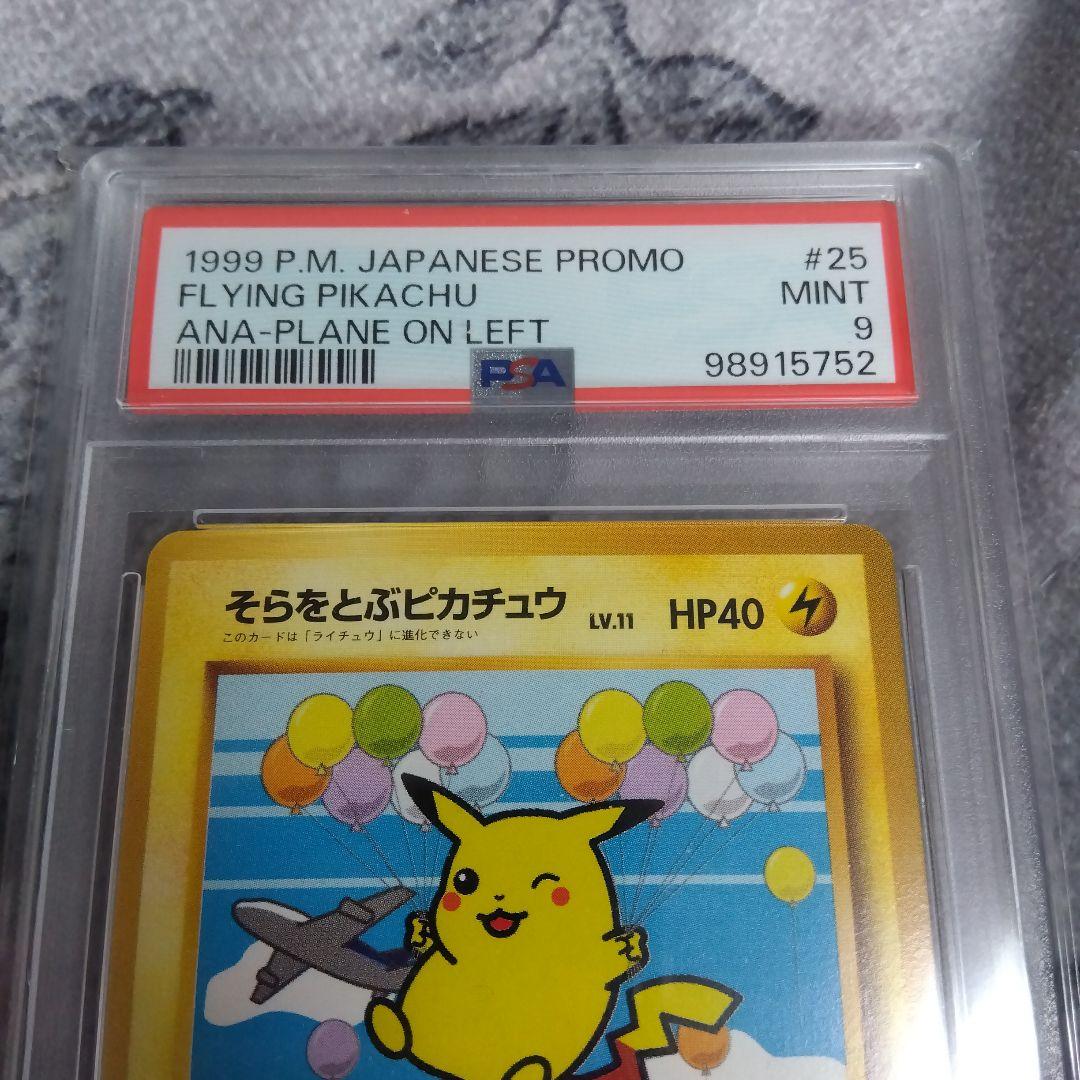 1999 P.M. JAPANESE PROMO #25
FLYING PIKACHU MINT
ANA-PLANE ON LEFT 9
98915752
PSA
そらをとぶピカチュウ LV.11 HP40
このカードは「ライチュウ」に進化できない